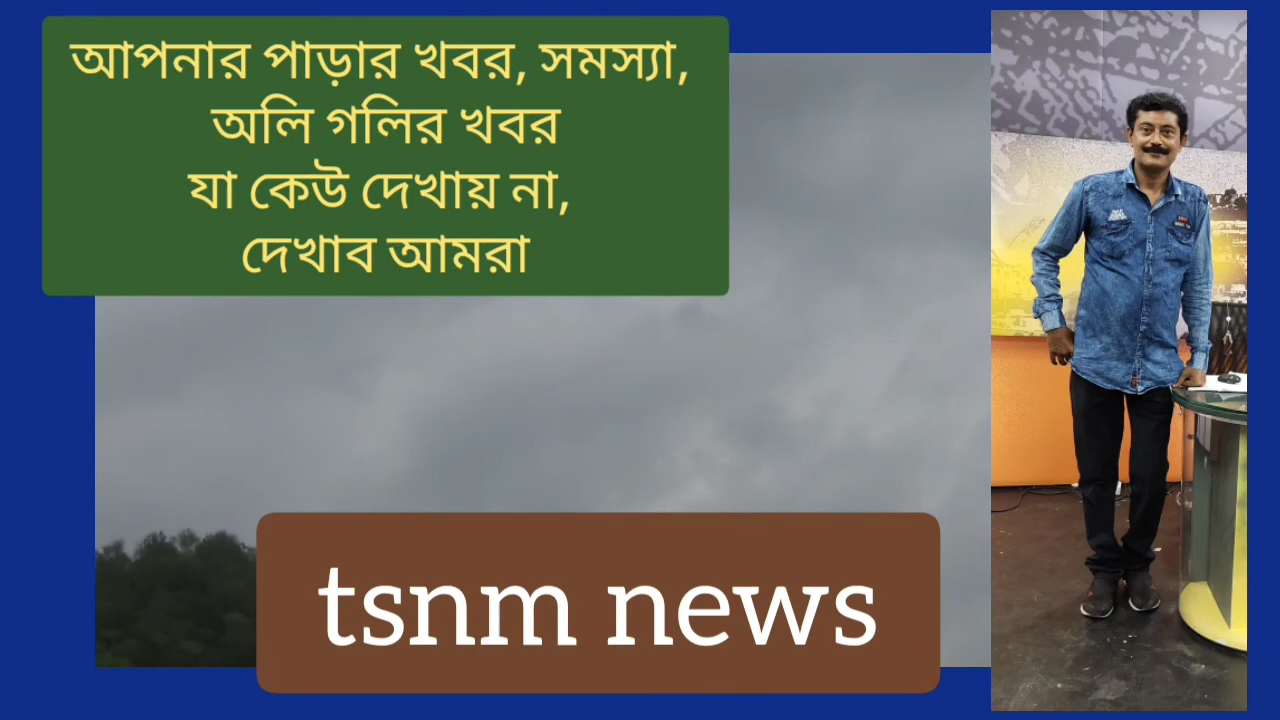 আপনার পাড়ার খবর, সমস্যা,
অলি গলির খবর
যা কেউ দেখায় না,
দেখাব আমরা
tsnm news